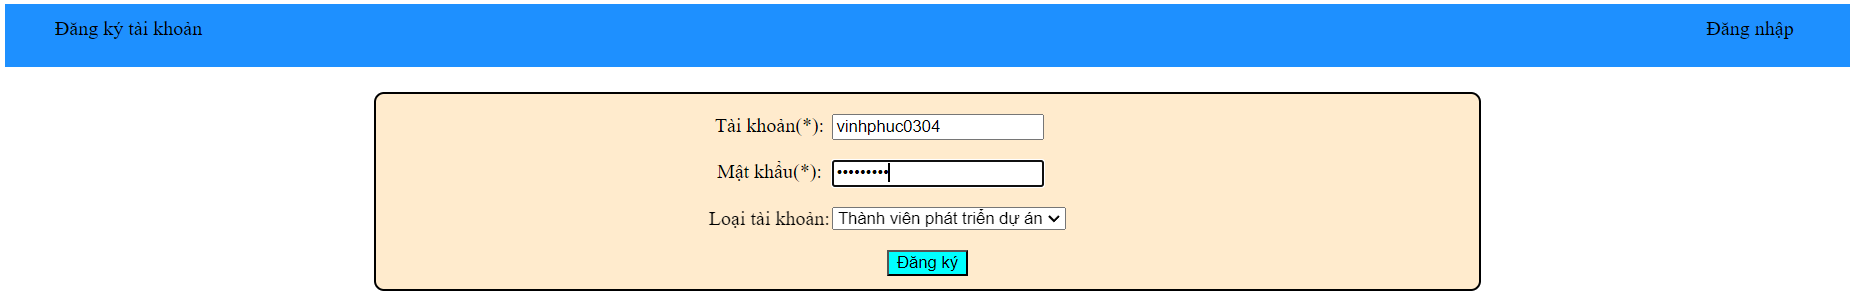 Đăng ký tài khoản Đăng nhập
Tài khoản(*): vinhphuc0304
Mật khẩu(*): •••••••••
Loại tài khoản: Thành viên phát triển dự án
Đăng ký